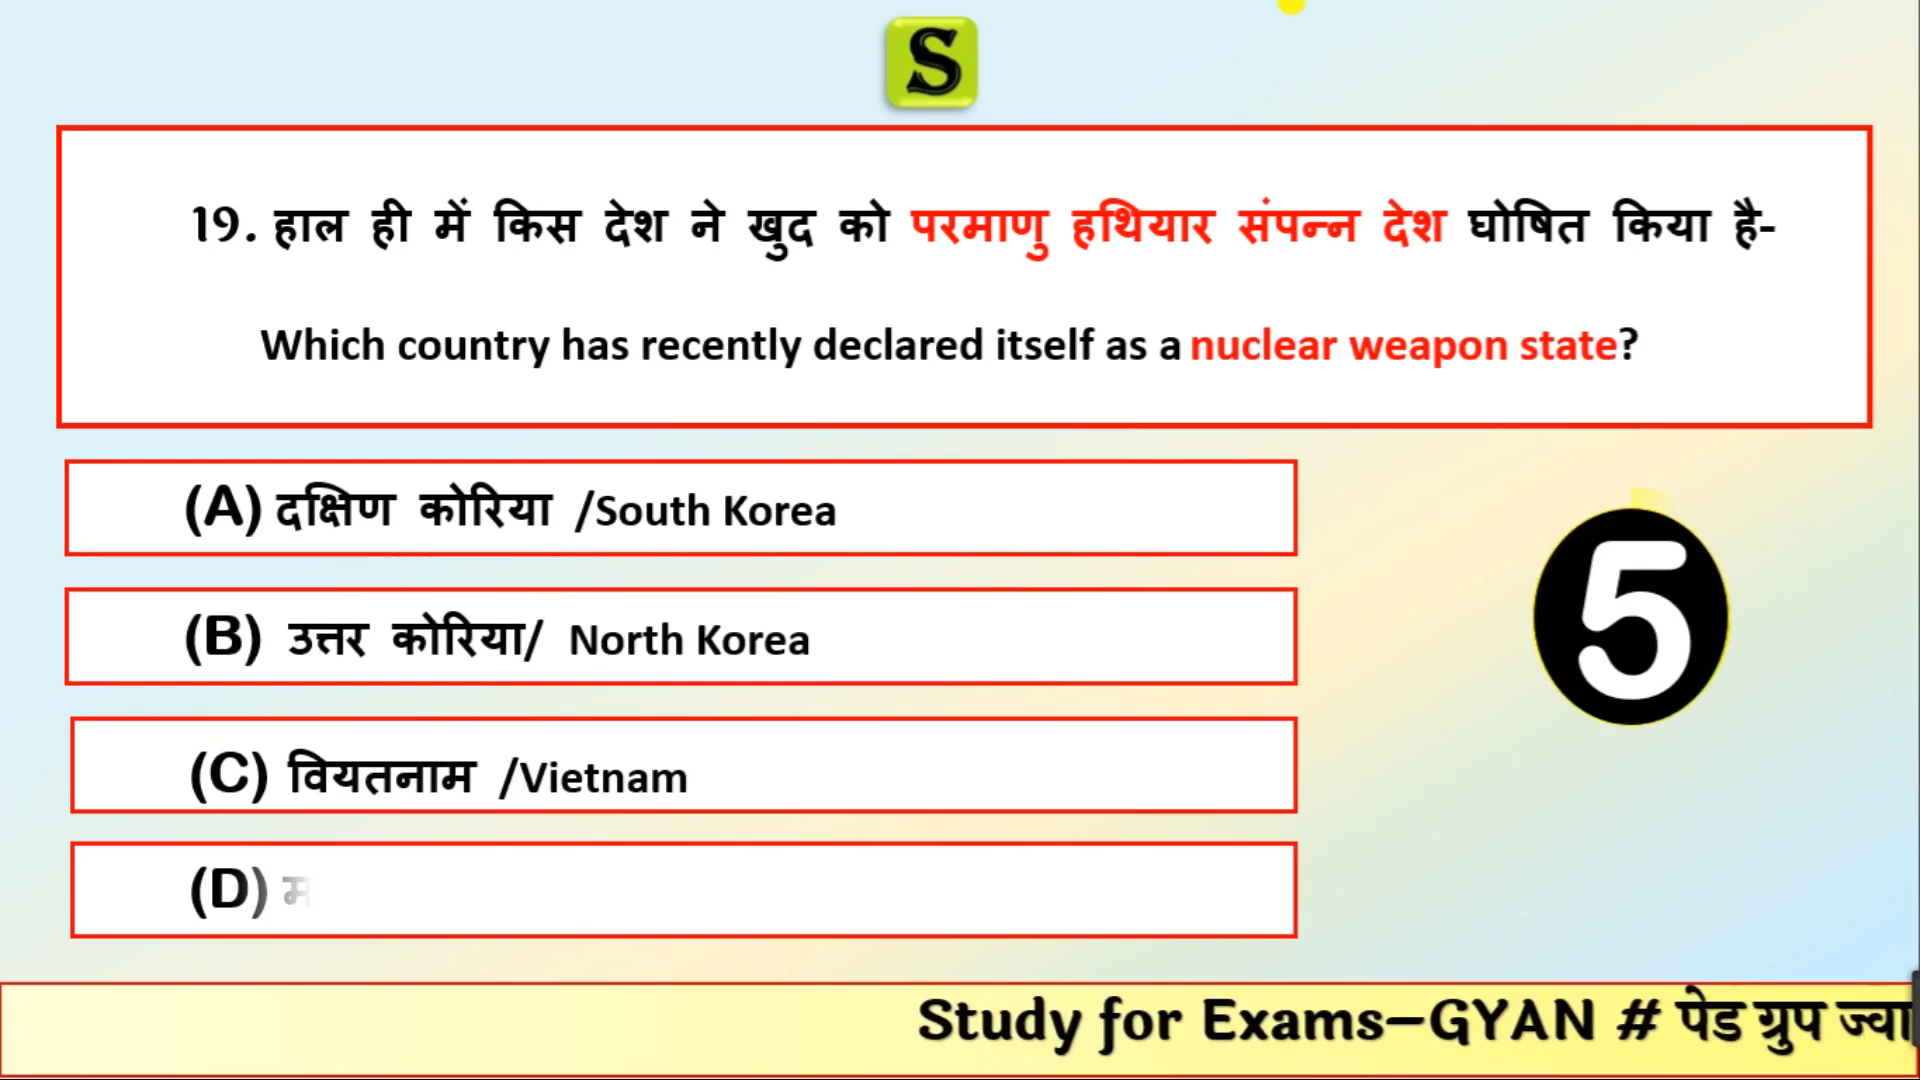 S
19. हाल ही में किस देश ने खुद को परमाणु हथियार संपन्न देश घोषित किया है-
Which country has recently declared itself as a nuclear weapon state?
(A) दक्षिण कोरिया /South Korea
(B) उत्तर कोरिया/ North Korea
5
(C) वियतनाम /Vietnam
(D)
Study for Exams–GYAN # पेड ग्रुप